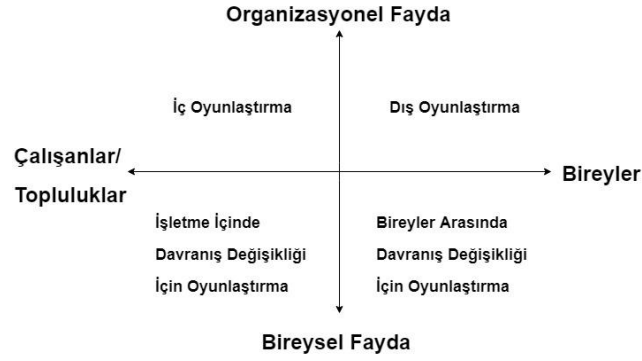 Organizasyonel Fayda
İç Oyunlaştırma
Dış Oyunlaştırma
Çalışanlar/
Topluluklar
Bireyler
İşletme İçinde
Davranış Değişikliği
İçin Oyunlaştırma
Bireyler Arasında
Davranış Değişikliği
İçin Oyunlaştırma
Bireysel Fayda